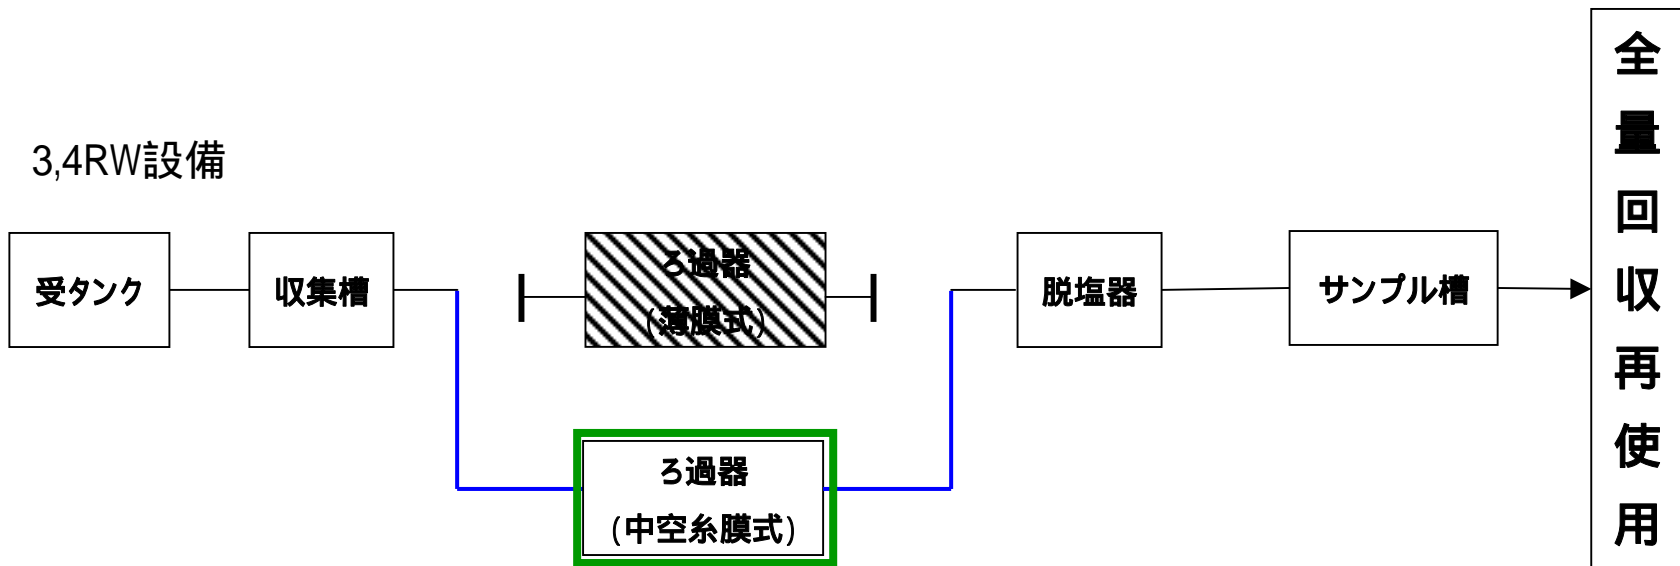 3,4RW設備
受タンク
収集槽
ろ過器
(薄膜式)
脱塩器
サンプル槽
ろ過器
(中空糸膜式)
全量回収再使用